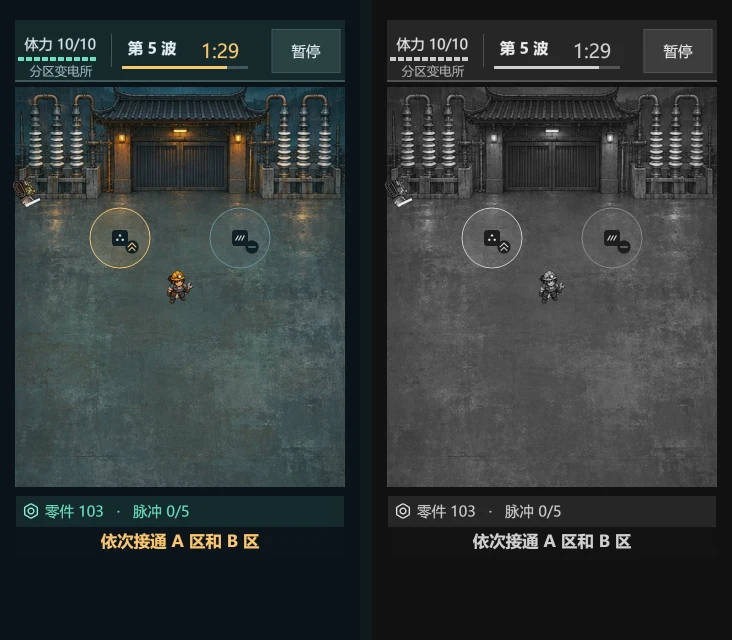 体力 10/10
分区变电所
第 5 波
1:29
暂停
零件 103 · 脉冲 0/5
依次接通 A 区和 B 区
体力 10/10
分区变电所
第 5 波
1:29
暂停
零件 103 · 脉冲 0/5
依次接通 A 区和 B 区